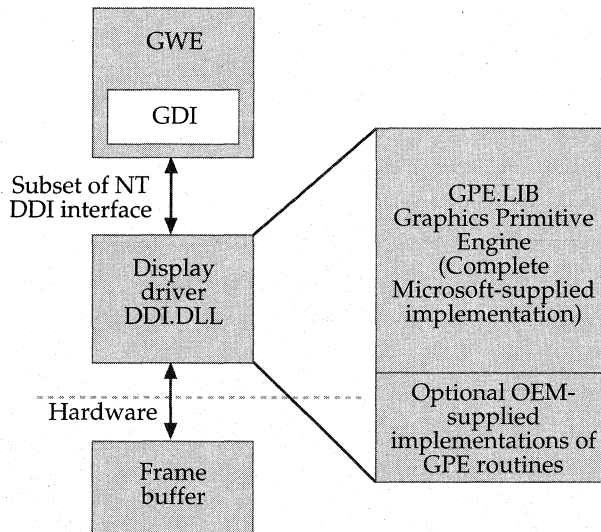 GWE
GDI
Subset of NT
DDI interface
Display
driver
DDI.DLL
Hardware
Frame
buffer
GPE.LIB
Graphics Primitive
Engine
(Complete
Microsoft-supplied
implementation)
Optional OEM-
supplied
implementations of
GPE routines